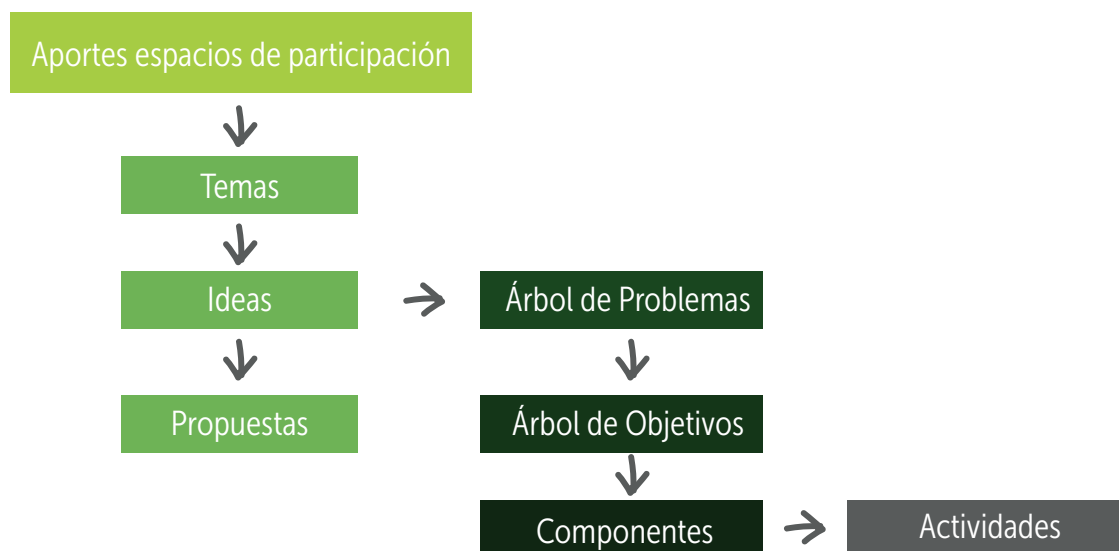 Aportes espacios de participación
Temas
Ideas
Árbol de Problemas
Propuestas
Árbol de Objetivos
Componentes
Actividades